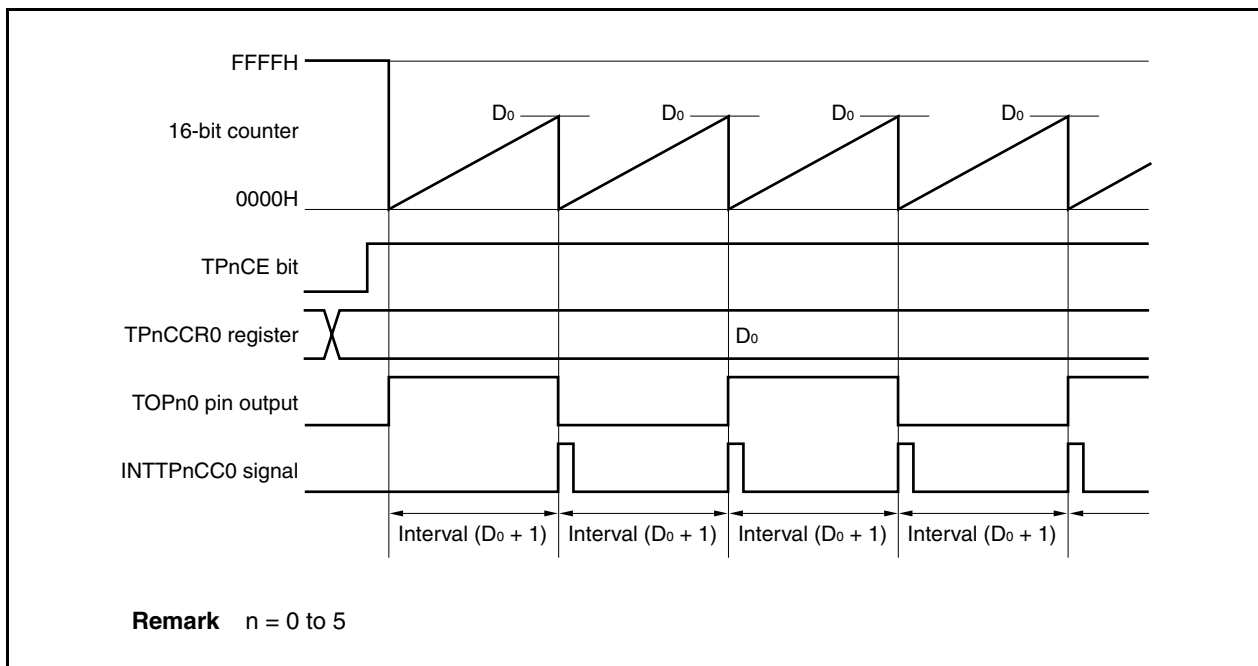 FFFFH
D₀ D₀ D₀ D₀
16-bit counter
0000H
TPnCE bit
TPnCCR0 register D₀
TOPn0 pin output
INTTPnCC0 signal
Interval (D₀ + 1) Interval (D₀ + 1) Interval (D₀ + 1) Interval (D₀ + 1)
Remark n = 0 to 5